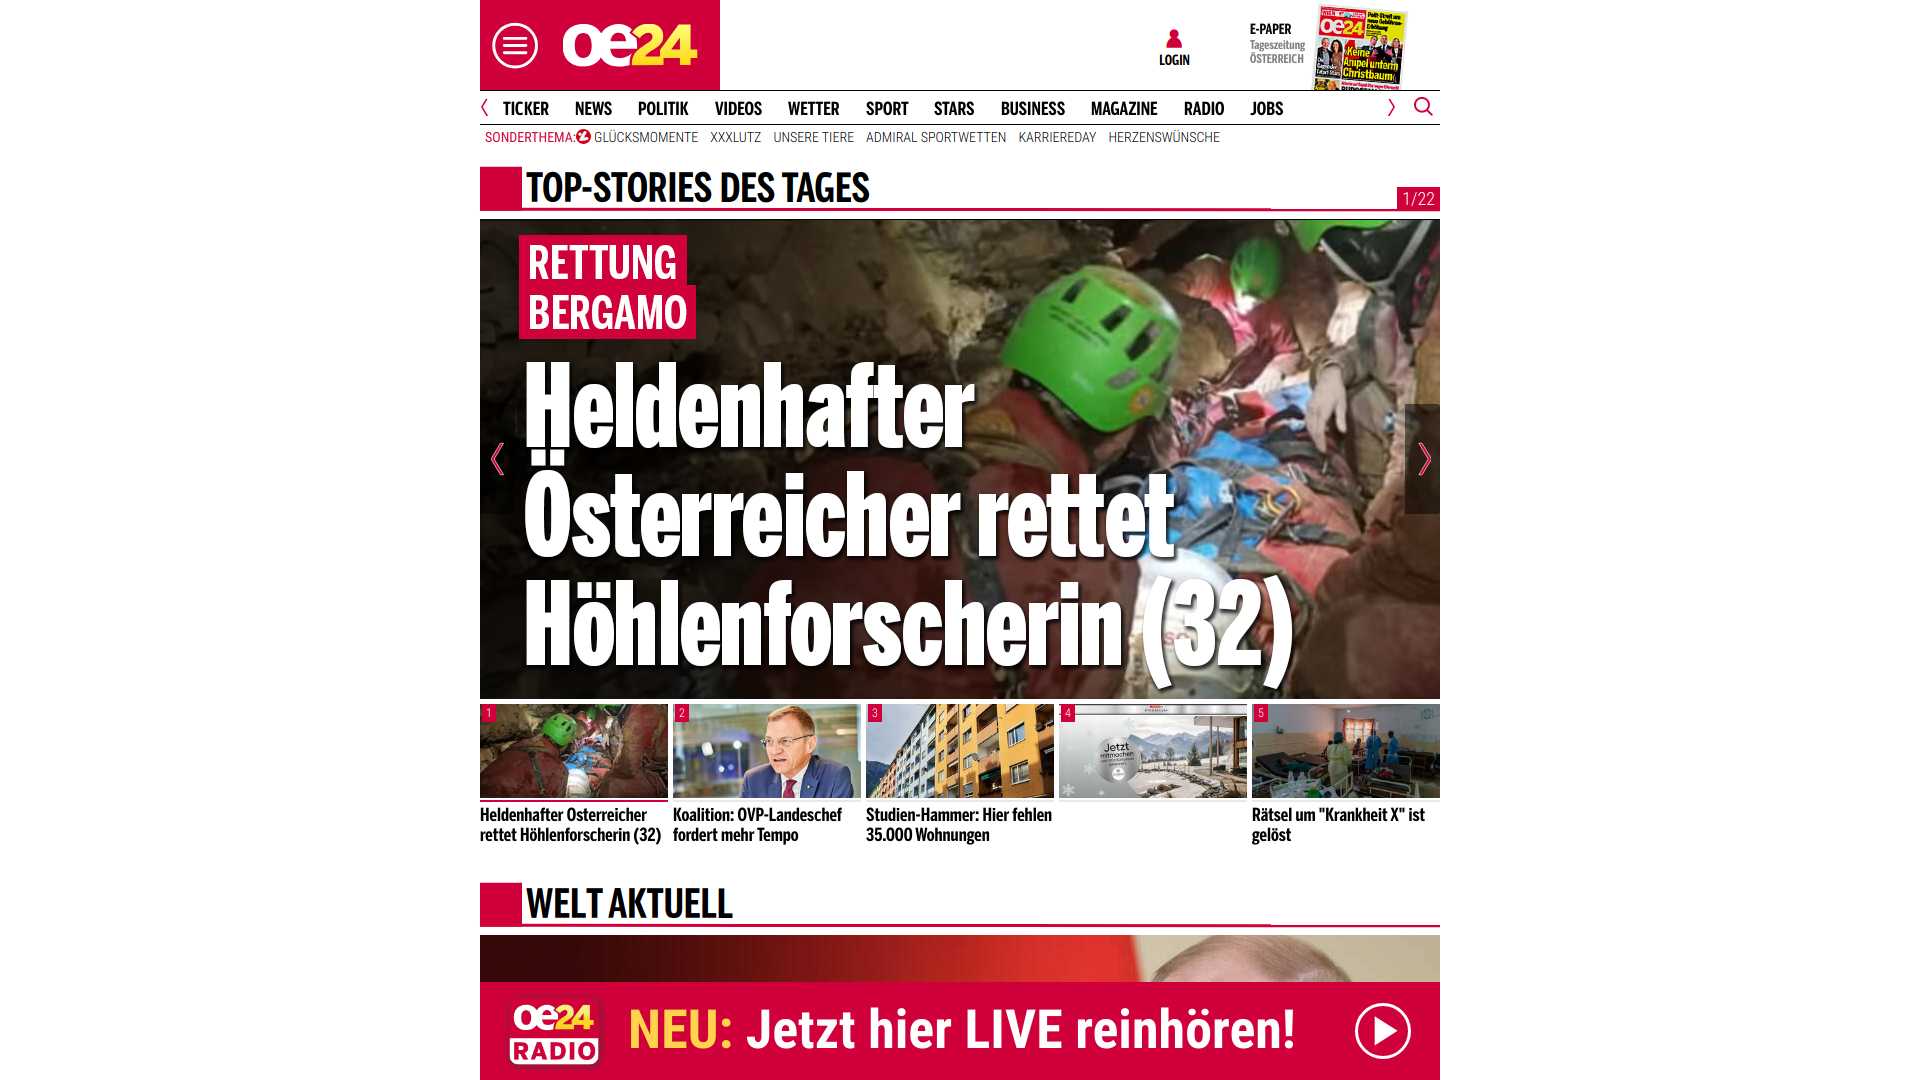 oe24
LOGIN
E-PAPER
Tageszeitung
ÖSTERREICH
oe24
Keine
Ampel unterm
Christbaum
TICKER NEWS POLITIK VIDEOS WETTER SPORT STARS BUSINESS MAGAZINE RADIO JOBS
SONDERTHEMA: GLÜCKSMOMENTE XXXLUTZ UNSERE TIERE ADMIRAL SPORTWETTEN KARRIEREDAY HERZENSWÜNSCHE
TOP-STORIES DES TAGES
1/22
RETTUNG
BERGAMO
Heldenhafter
Österreicher rettet
Höhlenforscherin (32)
1
2
3
4
5
Jetzt
mitmachen
Heldenhafter Österreicher
rettet Höhlenforscherin (32)
Koalition: ÖVP-Landeschef
fordert mehr Tempo
Studien-Hammer: Hier fehlen
35.000 Wohnungen
Rätsel um "Krankheit X" ist
gelöst
WELT AKTUELL
oe24
RADIO
NEU: Jetzt hier LIVE reinhören!